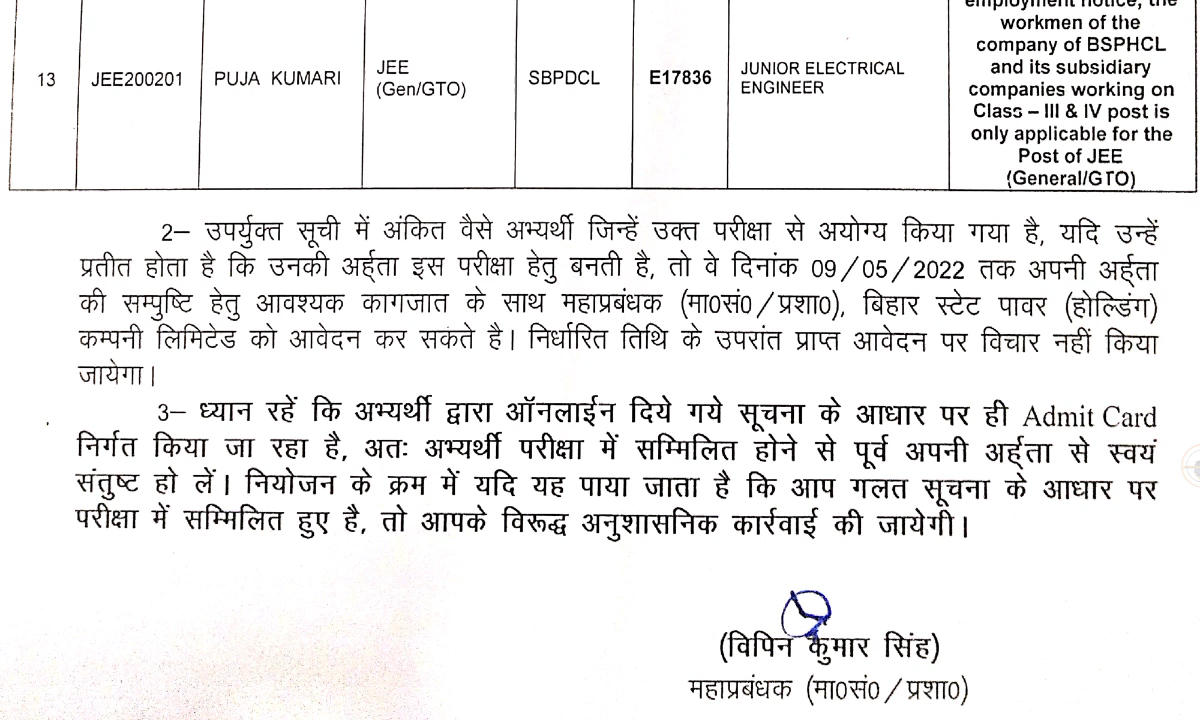 employment notice, the
workmen of the
company of BSPHCL
and its subsidiary
companies working on
Class – III & IV post is
only applicable for the
Post of JEE
(General/GTO)
13 JEE200201 PUJA KUMARI JEE (Gen/GTO) SBPDCL E17836 JUNIOR ELECTRICAL ENGINEER
2– उपर्युक्त सूची में अंकित वैसे अभ्यर्थी जिन्हें उक्त परीक्षा से अयोग्य किया गया है, यदि उन्हें
प्रतीत होता है कि उनकी अर्हता इस परीक्षा हेतु बनती है, तो वे दिनांक 09/05/2022 तक अपनी अर्हता
की सम्पुष्टि हेतु आवश्यक कागजात के साथ महाप्रबंधक (मा0सं0/प्रशा0), बिहार स्टेट पावर (होल्डिंग)
कम्पनी लिमिटेड को आवेदन कर सकते है। निर्धारित तिथि के उपरांत प्राप्त आवेदन पर विचार नहीं किया
जायेगा।
3– ध्यान रहें कि अभ्यर्थी द्वारा ऑनलाईन दिये गये सूचना के आधार पर ही Admit Card
निर्गत किया जा रहा है, अतः अभ्यर्थी परीक्षा में सम्मिलित होने से पूर्व अपनी अर्हता से स्वयं
संतुष्ट हो लें। नियोजन के क्रम में यदि यह पाया जाता है कि आप गलत सूचना के आधार पर
परीक्षा में सम्मिलित हुए है, तो आपके विरूद्ध अनुशासनिक कार्रवाई की जायेगी।
(विपिन कुमार सिंह)
महाप्रबंधक (मा0सं0/प्रशा0)